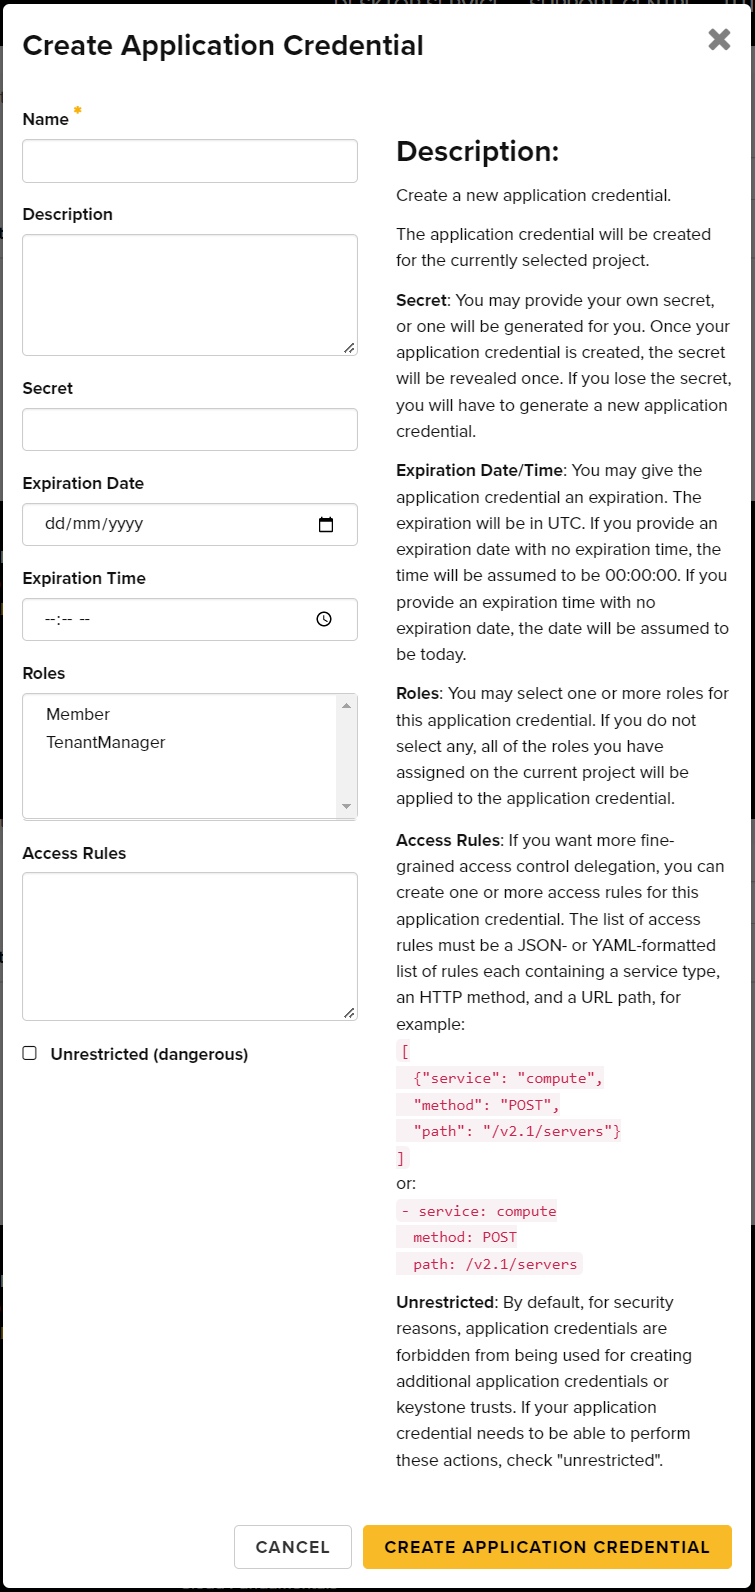 Create Application Credential
Name *
Description
Secret
Expiration Date
dd/mm/yyyy
Expiration Time
--:-- --
Roles
Member
TenantManager
Access Rules
Unrestricted (dangerous)
Description:
Create a new application credential.
The application credential will be created
for the currently selected project.
Secret: You may provide your own secret,
or one will be generated for you. Once your
application credential is created, the secret
will be revealed once. If you lose the secret,
you will have to generate a new application
credential.
Expiration Date/Time: You may give the
application credential an expiration. The
expiration will be in UTC. If you provide an
expiration date with no expiration time, the
time will be assumed to be 00:00:00. If you
provide an expiration time with no
expiration date, the date will be assumed to
be today.
Roles: You may select one or more roles for
this application credential. If you do not
select any, all of the roles you have
assigned on the current project will be
applied to the application credential.
Access Rules: If you want more fine-
grained access control delegation, you can
create one or more access rules for this
application credential. The list of access
rules must be a JSON- or YAML-formatted
list of rules each containing a service type,
an HTTP method, and a URL path, for
example:
[
{"service": "compute",
"method": "POST",
"path": "/v2.1/servers"}
]
or:
- service: compute
method: POST
path: /v2.1/servers
Unrestricted: By default, for security
reasons, application credentials are
forbidden from being used for creating
additional application credentials or
keystone trusts. If your application
credential needs to be able to perform
these actions, check "unrestricted".
CANCEL
CREATE APPLICATION CREDENTIAL